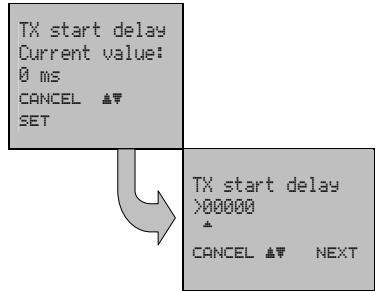 TX start delay
Current value:
0 ms
CANCEL ▲▼
SET
TX start delay
>00000
▲
CANCEL ▲▼ NEXT